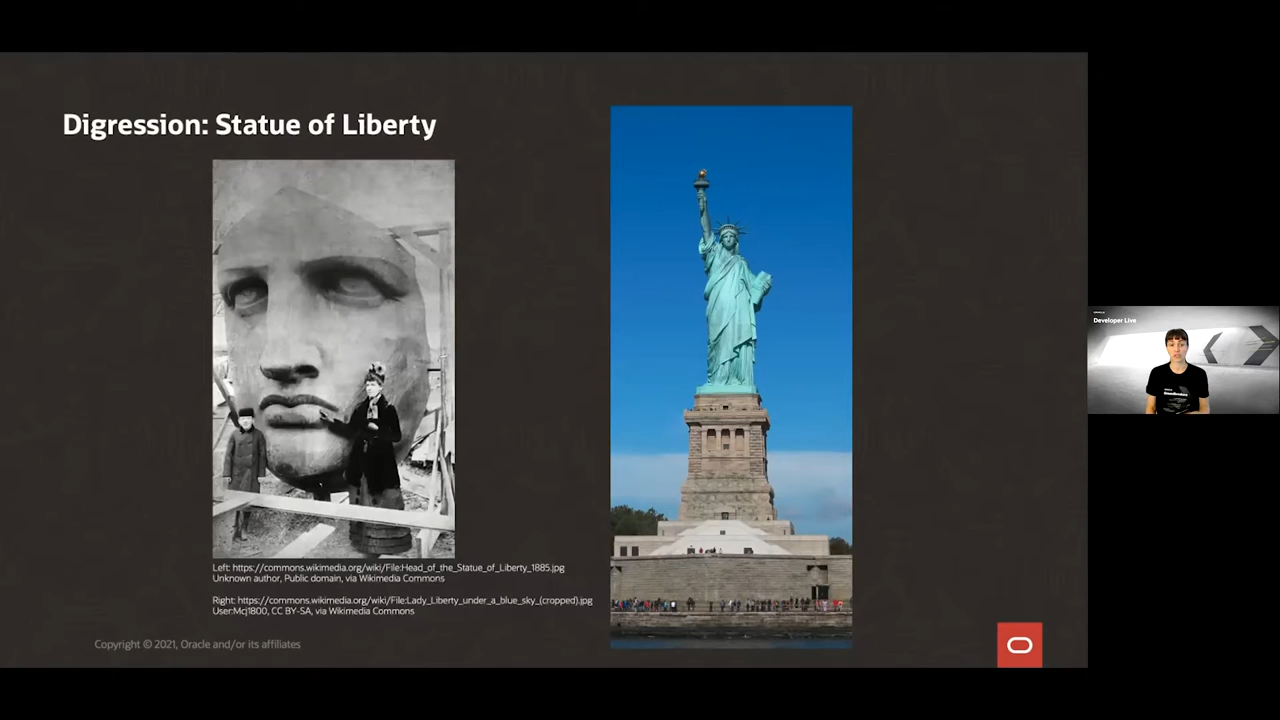 Digression: Statue of Liberty
Left: https://commons.wikimedia.org/wiki/File:Head_of_the_Statue_of_Liberty_1885.jpg
Unknown author, Public domain, via Wikimedia Commons
Right: https://commons.wikimedia.org/wiki/File:Lady_Liberty_under_a_blue_sky_(cropped).jpg
User:Mcj1800, CC BY-SA, via Wikimedia Commons
Copyright © 2021, Oracle and/or its affiliates
ORACLE
Developer Live